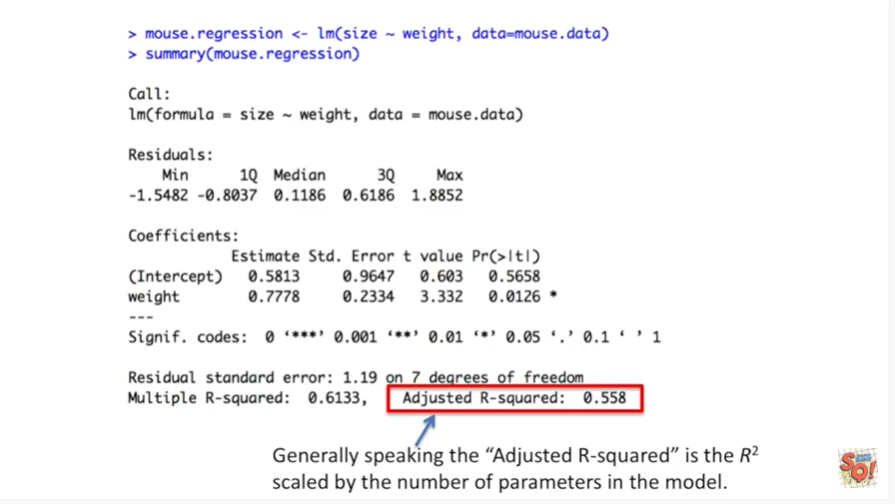 > mouse.regression <- lm(size ~ weight, data=mouse.data)
> summary(mouse.regression)
Call:
lm(formula = size ~ weight, data = mouse.data)
Residuals:
Min 1Q Median 3Q Max
-1.5482 -0.8037 0.1186 0.6186 1.8852
Coefficients:
Estimate Std. Error t value Pr(>|t|)
(Intercept) 0.5813 0.9647 0.603 0.5658
weight 0.7778 0.2334 3.332 0.0126 *
---
Signif. codes: 0 ‘***’ 0.001 ‘**’ 0.01 ‘*’ 0.05 ‘.’ 0.1 ‘ ’ 1
Residual standard error: 1.19 on 7 degrees of freedom
Multiple R-squared: 0.6133, Adjusted R-squared: 0.558
Generally speaking the “Adjusted R-squared” is the R²
scaled by the number of parameters in the model.
SQ!